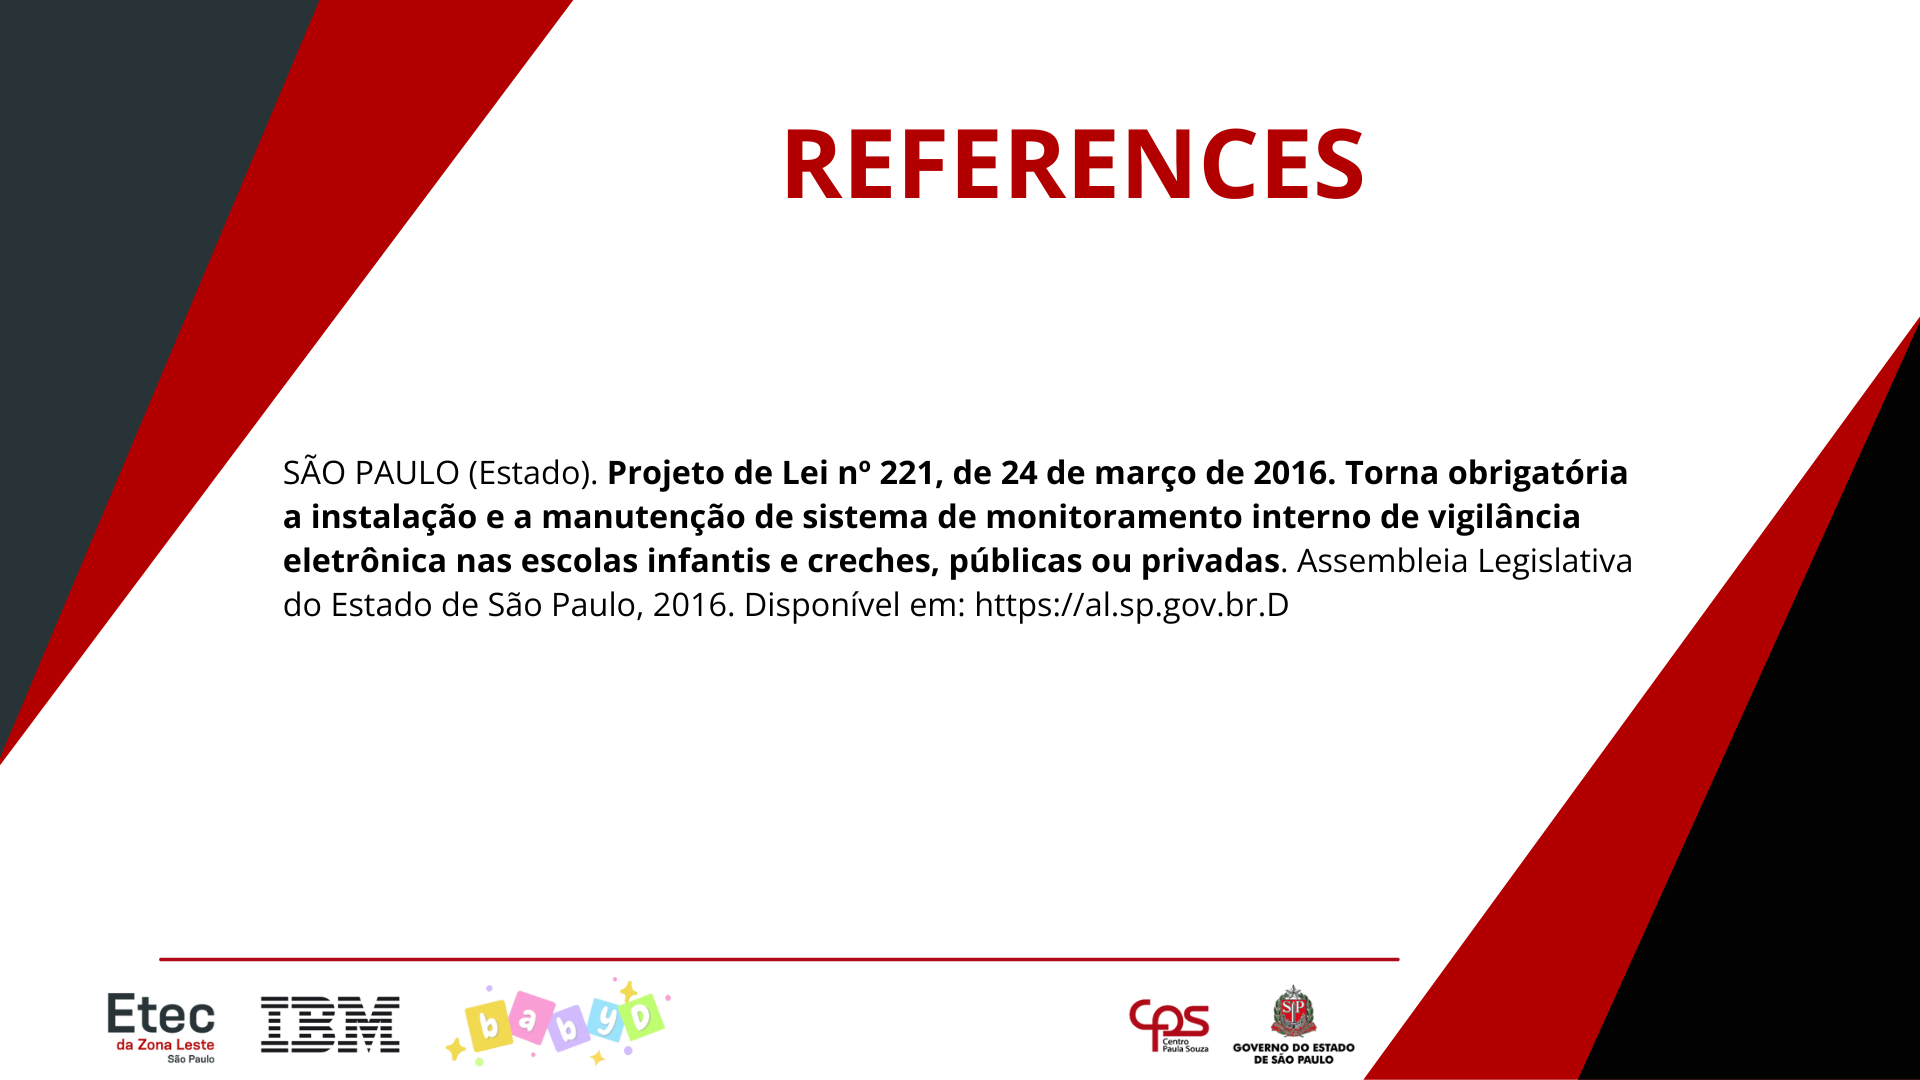 REFERENCES
SÃO PAULO (Estado). Projeto de Lei nº 221, de 24 de março de 2016. Torna obrigatória
a instalação e a manutenção de sistema de monitoramento interno de vigilância
eletrônica nas escolas infantis e creches, públicas ou privadas. Assembleia Legislativa
do Estado de São Paulo, 2016. Disponível em: https://al.sp.gov.br.D
Etec
da Zona Leste
São Paulo
IBM
babyD
cps
Centro
Paula Souza
SP
GOVERNO DO ESTADO
DE SÃO PAULO